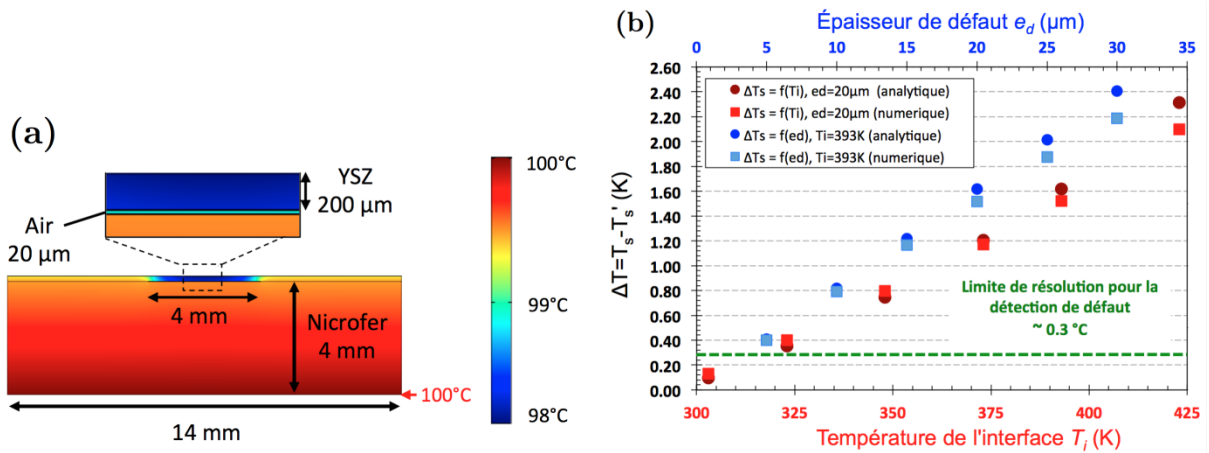 (a)
YSZ
200 µm
Air
20 µm
4 mm
Nicrofer
4 mm
14 mm
100°C
100°C
99°C
98°C
(b)
Épaisseur de défaut e_d (µm)
0 5 10 15 20 25 30 35
ΔT=T_s-T_s' (K)
2.60
2.40
2.20
2.00
1.80
1.60
1.40
1.20
1.00
0.80
0.60
0.40
0.20
0.00
ΔTs = f(Ti), ed=20µm (analytique)
ΔTs = f(Ti), ed=20µm (numerique)
ΔTs = f(ed), Ti=393K (analytique)
ΔTs = f(ed), Ti=393K (numerique)
Limite de résolution pour la
détection de défaut
~ 0.3 °C
300 325 350 375 400 425
Température de l'interface T_i (K)